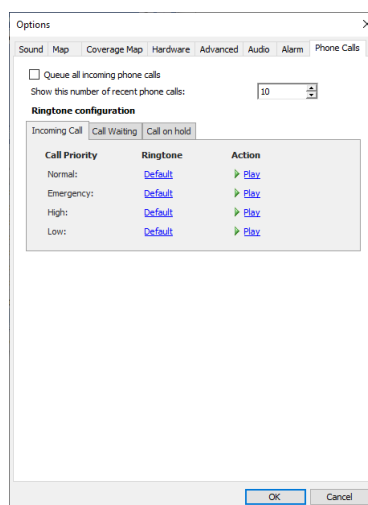 Options
Sound Map Coverage Map Hardware Advanced Audio Alarm Phone Calls
Queue all incoming phone calls
Show this number of recent phone calls: 10
Ringtone configuration
Incoming Call Call Waiting Call on hold
Call Priority Ringtone Action
Normal: Default Play
Emergency: Default Play
High: Default Play
Low: Default Play
OK Cancel